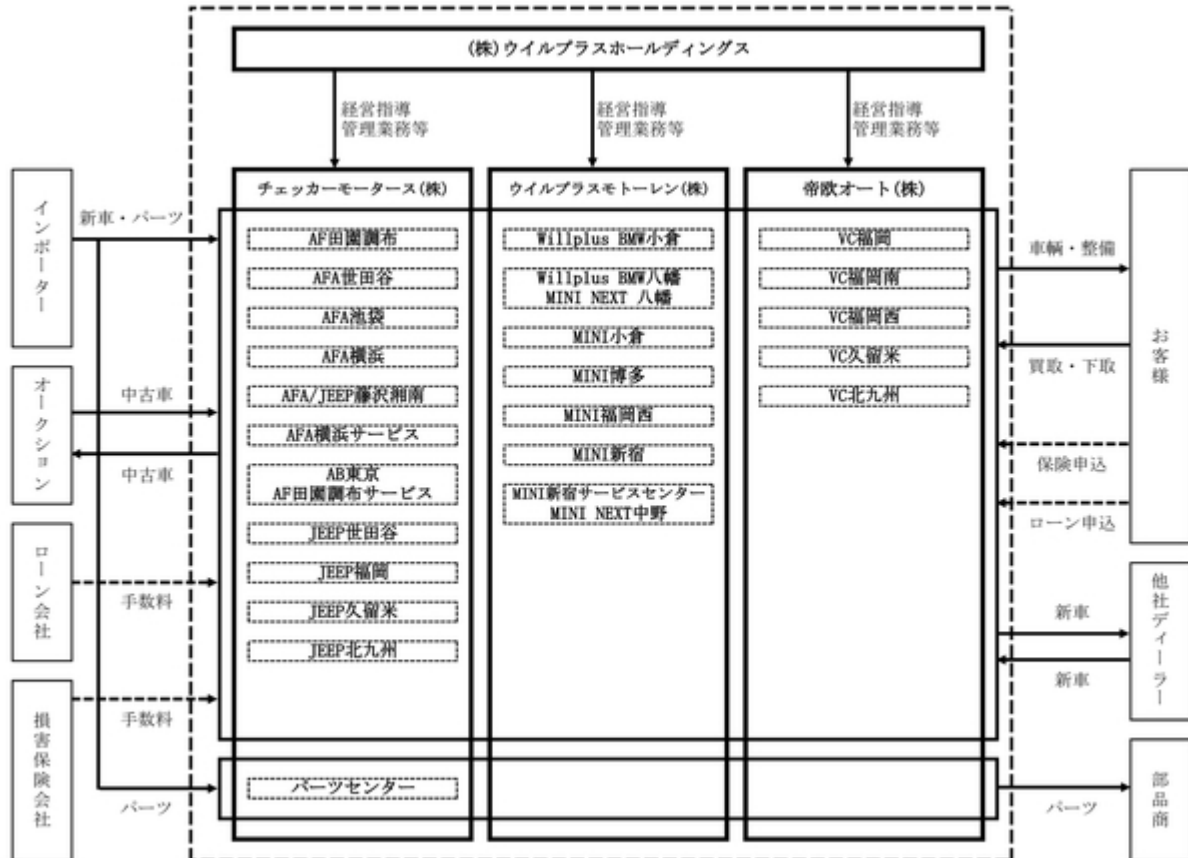 (株)ウイルプラスホールディングス
経営指導
管理業務等
経営指導
管理業務等
経営指導
管理業務等
チェッカーモータース(株)
ウイルプラスモトーレン(株)
帝欧オート(株)
インポーター
新車・パーツ
オークション
中古車
中古車
ローン会社
手数料
損害保険会社
手数料
パーツ
AF田園調布
AFA世田谷
AFA池袋
AFA横浜
AFA/JEEP藤沢湘南
AFA横浜サービス
AB東京
AF田園調布サービス
JEEP世田谷
JEEP福岡
JEEP久留米
JEEP北九州
パーツセンター
Willplus BMW小倉
Willplus BMW八幡
MINI NEXT 八幡
MINI小倉
MINI博多
MINI福岡西
MINI新宿
MINI新宿サービスセンター
MINI NEXT中野
VC福岡
VC福岡南
VC福岡西
VC久留米
VC北九州
車輌・整備
買取・下取
保険申込
ローン申込
お客様
新車
新車
他社ディーラー
パーツ
部品商